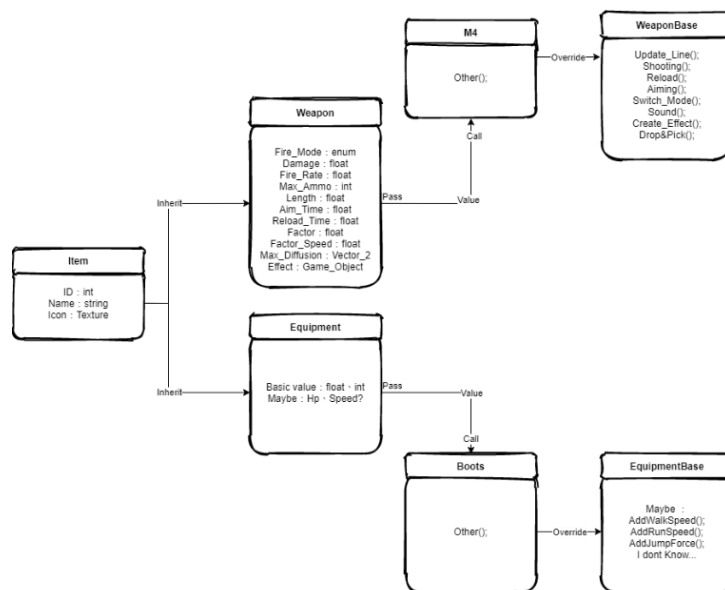 M4
Other();
Override
WeaponBase
Update_Line();
Shooting();
Reload();
Aiming();
Switch_Mode();
Sound();
Create_Effect();
Drop&Pick();
Weapon
Fire_Mode：enum
Damage：float
Fire_Rate：float
Max_Ammo：int
Length：float
Aim_Time：float
Reload_Time：float
Factor：float
Factor_Speed：float
Max_Diffusion：Vector_2
Effect：Game_Object
Call
Pass
Value
Inherit
Item
ID：int
Name：string
Icon：Texture
Equipment
Basic value：float、int
Maybe：Hp、Speed?
Inherit
Pass
Value
Call
Boots
Other();
Override
EquipmentBase
Maybe ：
AddWalkSpeed();
AddRunSpeed();
AddJumpForce();
I dont Know...